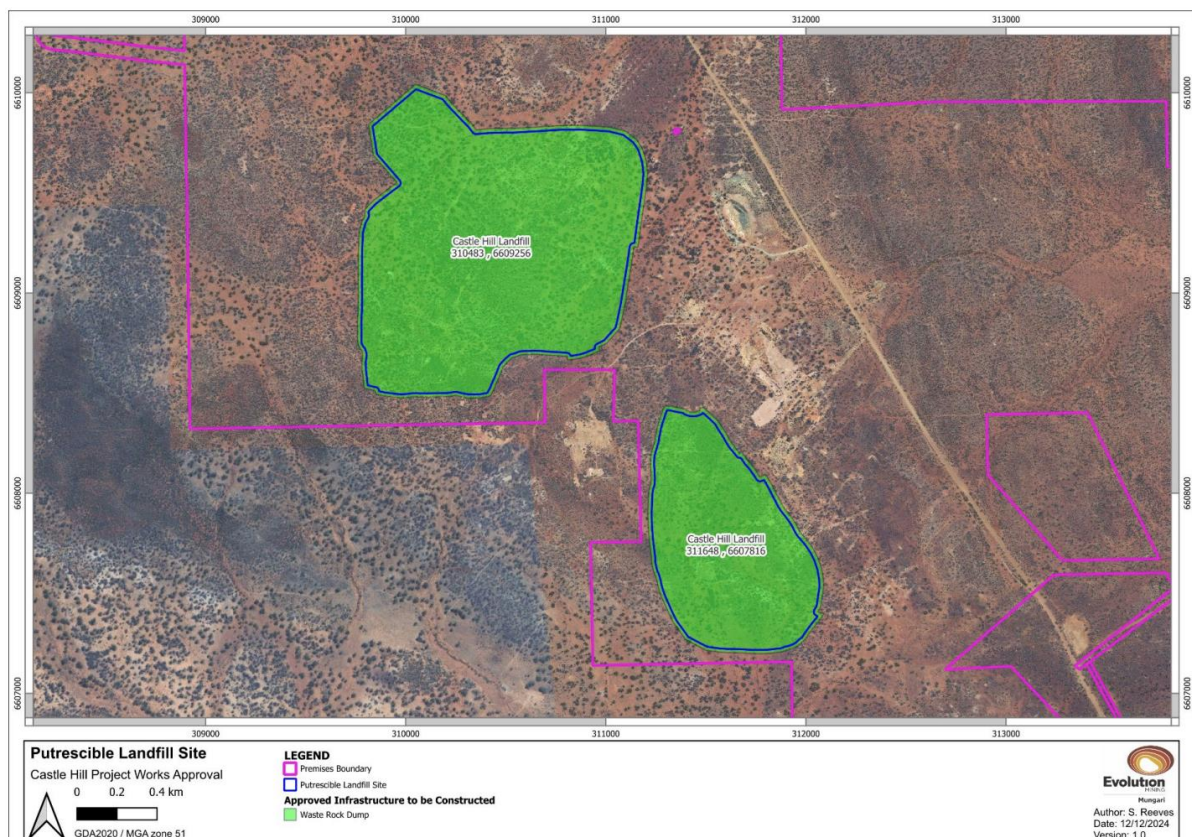 309000 310000 311000 312000 313000
6610000 6610000
Castle Hill Landfill
310483 , 6609256
6609000 6609000
6608000 6608000
Castle Hill Landfill
311648 , 6607816
6607000 6607000
309000 310000 311000 312000 313000
Putrescible Landfill Site
Castle Hill Project Works Approval
0 0.2 0.4 km
GDA2020 / MGA zone 51
LEGEND
Premises Boundary
Putrescible Landfill Site
Approved Infrastructure to be Constructed
Waste Rock Dump
Evolution
MINING
Mungari
Author: S. Reeves
Date: 12/12/2024
Version: 1.0